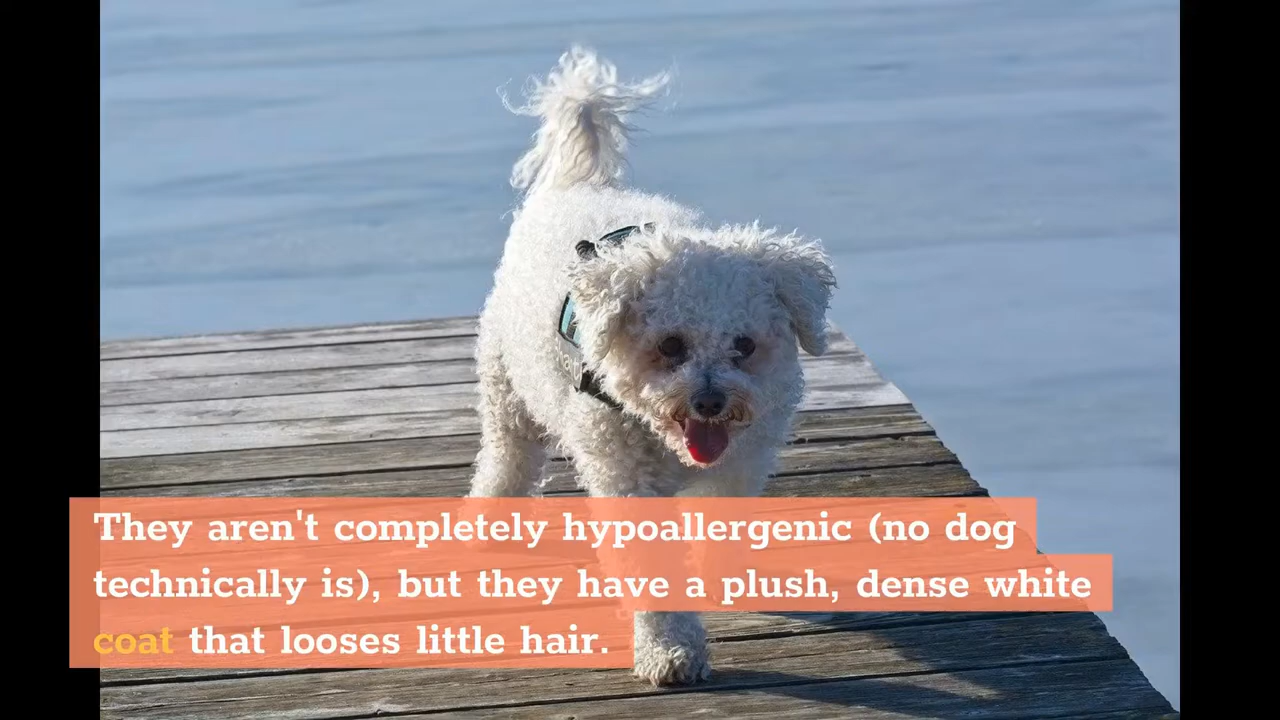 They aren't completely hypoallergenic (no dog
technically is), but they have a plush, dense white
coat that looses little hair.